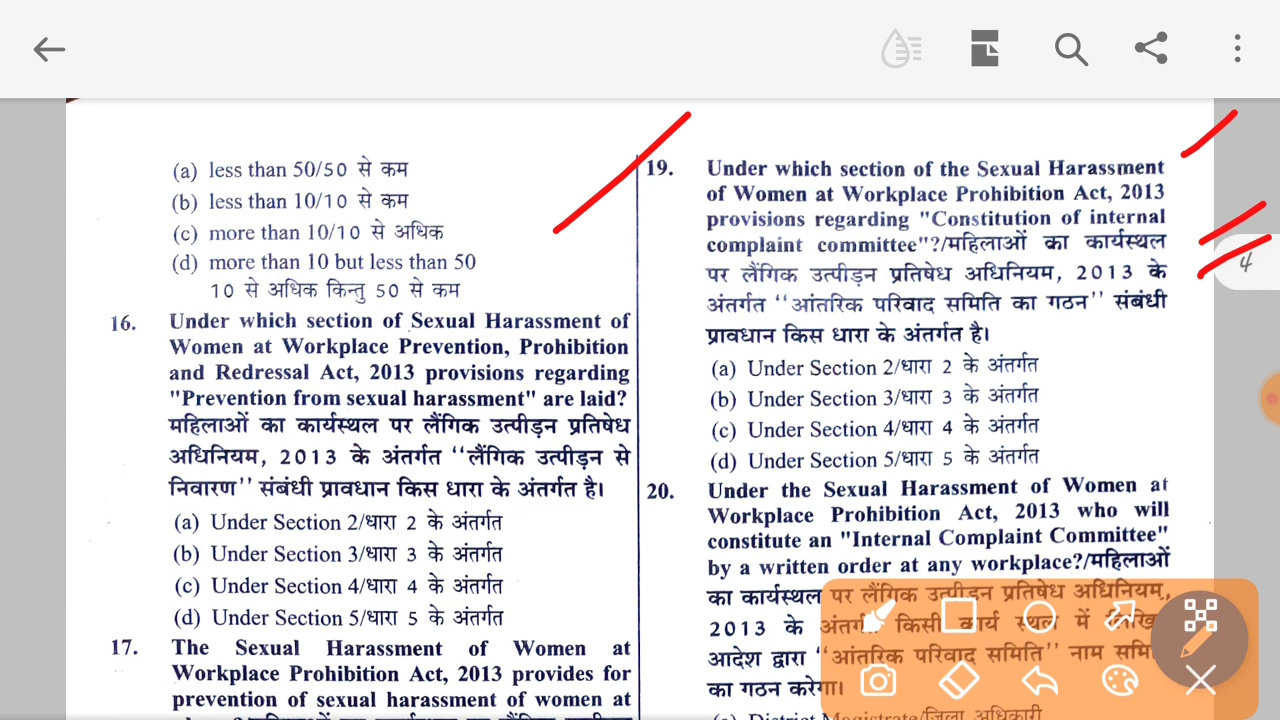 (a) less than 50/50 से कम
(b) less than 10/10 से कम
(c) more than 10/10 से अधिक
(d) more than 10 but less than 50
10 से अधिक किन्तु 50 से कम
16. Under which section of Sexual Harassment of
Women at Workplace Prevention, Prohibition
and Redressal Act, 2013 provisions regarding
"Prevention from sexual harassment" are laid?
महिलाओं का कार्यस्थल पर लैंगिक उत्पीड़न प्रतिषेध
अधिनियम, 2013 के अंतर्गत ‘‘लैंगिक उत्पीड़न से
निवारण’’ संबंधी प्रावधान किस धारा के अंतर्गत है।
(a) Under Section 2/धारा 2 के अंतर्गत
(b) Under Section 3/धारा 3 के अंतर्गत
(c) Under Section 4/धारा 4 के अंतर्गत
(d) Under Section 5/धारा 5 के अंतर्गत
17. The Sexual Harassment of Women at
Workplace Prohibition Act, 2013 provides for
prevention of sexual harassment of women at
19. Under which section of the Sexual Harassment
of Women at Workplace Prohibition Act, 2013
provisions regarding "Constitution of internal
complaint committee"?/महिलाओं का कार्यस्थल
पर लैंगिक उत्पीड़न प्रतिषेध अधिनियम, 2013 के
अंतर्गत ‘‘आंतरिक परिवाद समिति का गठन’’ संबंधी
प्रावधान किस धारा के अंतर्गत है।
(a) Under Section 2/धारा 2 के अंतर्गत
(b) Under Section 3/धारा 3 के अंतर्गत
(c) Under Section 4/धारा 4 के अंतर्गत
(d) Under Section 5/धारा 5 के अंतर्गत
20. Under the Sexual Harassment of Women at
Workplace Prohibition Act, 2013 who will
constitute an "Internal Complaint Committee"
by a written order at any workplace?/महिलाओं
का कार्यस्थल पर लैंगिक उत्पीड़न प्रतिषेध अधिनियम,
2013 के अंतर्गत किसी कार्य स्थल में
आदेश द्वारा ‘‘आंतरिक परिवाद समिति’’ नाम
का गठन करेगा।
(a) District Magistrate/जिला अधिकारी
4